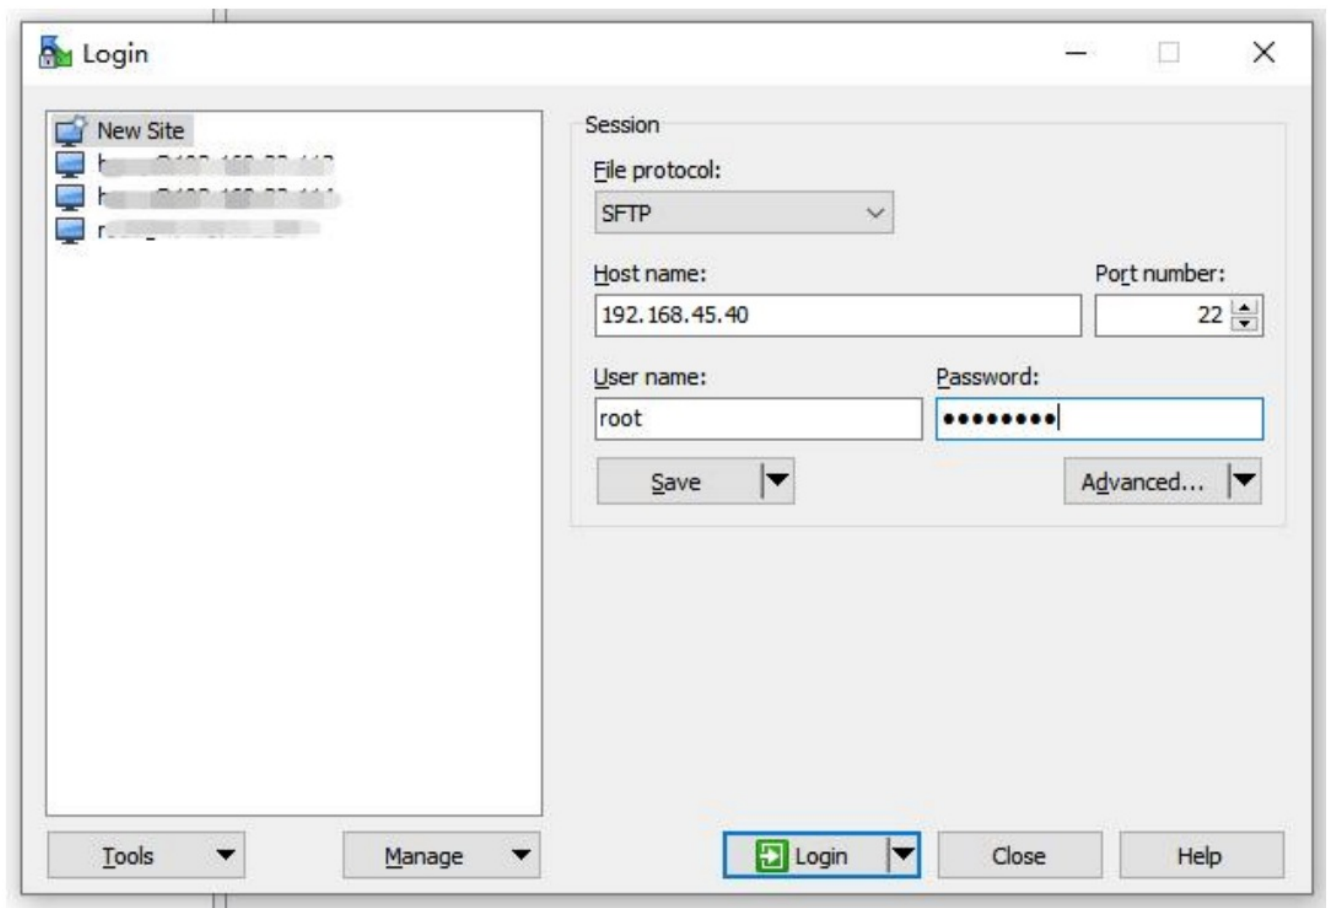 Login
New Site
Session
File protocol:
SFTP
Host name:
Port number:
192.168.45.40
22
User name:
Password:
root
Save
Advanced...
Tools
Manage
Login
Close
Help